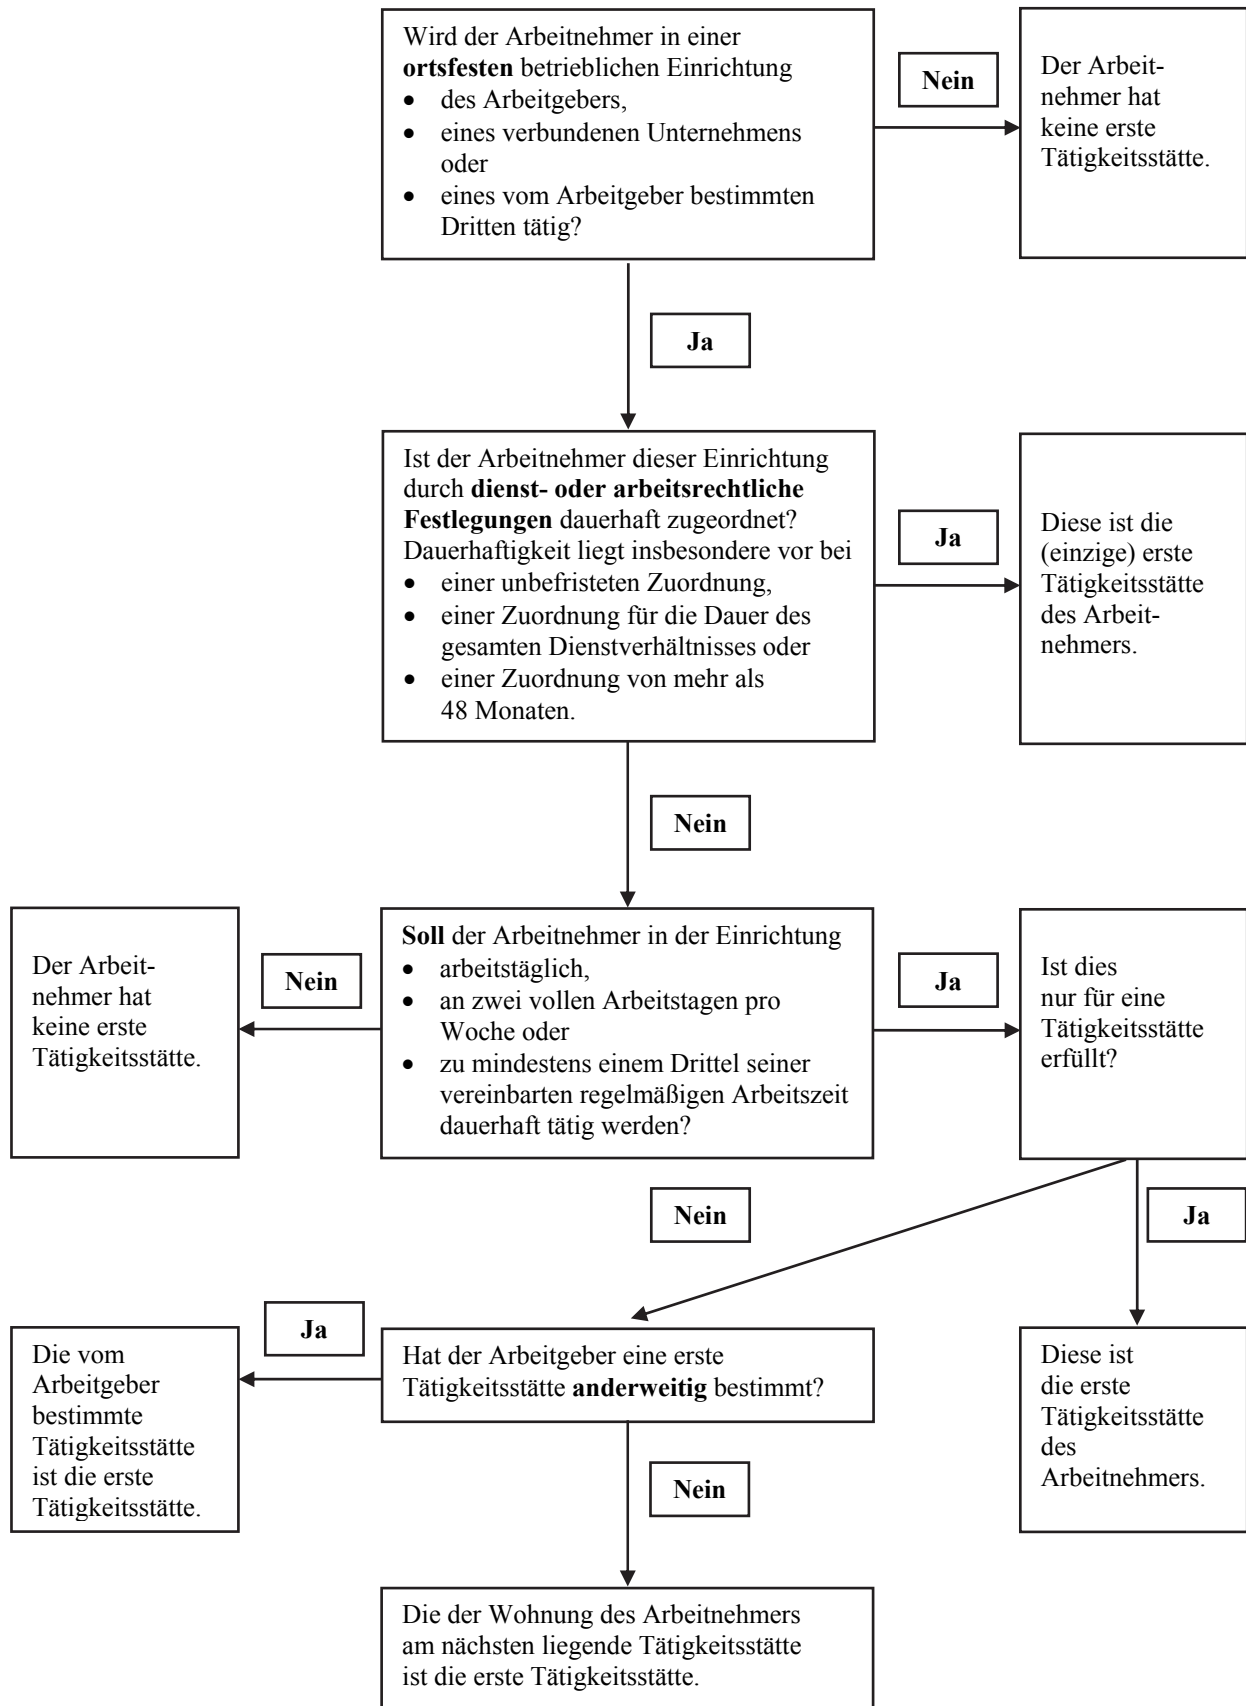 Wird der Arbeitnehmer in einer
ortsfesten betrieblichen Einrichtung
• des Arbeitgebers,
• eines verbundenen Unternehmens
oder
• eines vom Arbeitgeber bestimmten
Dritten tätig?
Nein
Der Arbeit-
nehmer hat
keine erste
Tätigkeitsstätte.
Ja
Ist der Arbeitnehmer dieser Einrichtung
durch dienst- oder arbeitsrechtliche
Festlegungen dauerhaft zugeordnet?
Dauerhaftigkeit liegt insbesondere vor bei
• einer unbefristeten Zuordnung,
• einer Zuordnung für die Dauer des
gesamten Dienstverhältnisses oder
• einer Zuordnung von mehr als
48 Monaten.
Ja
Diese ist die
(einzige) erste
Tätigkeitsstätte
des Arbeit-
nehmers.
Nein
Der Arbeit-
nehmer hat
keine erste
Tätigkeitsstätte.
Nein
Soll der Arbeitnehmer in der Einrichtung
• arbeitstäglich,
• an zwei vollen Arbeitstagen pro
Woche oder
• zu mindestens einem Drittel seiner
vereinbarten regelmäßigen Arbeitszeit
dauerhaft tätig werden?
Ja
Ist dies
nur für eine
Tätigkeitsstätte
erfüllt?
Nein
Ja
Die vom
Arbeitgeber
bestimmte
Tätigkeitsstätte
ist die erste
Tätigkeitsstätte.
Ja
Hat der Arbeitgeber eine erste
Tätigkeitsstätte anderweitig bestimmt?
Diese ist
die erste
Tätigkeitsstätte
des
Arbeitnehmers.
Nein
Die der Wohnung des Arbeitnehmers
am nächsten liegende Tätigkeitsstätte
ist die erste Tätigkeitsstätte.